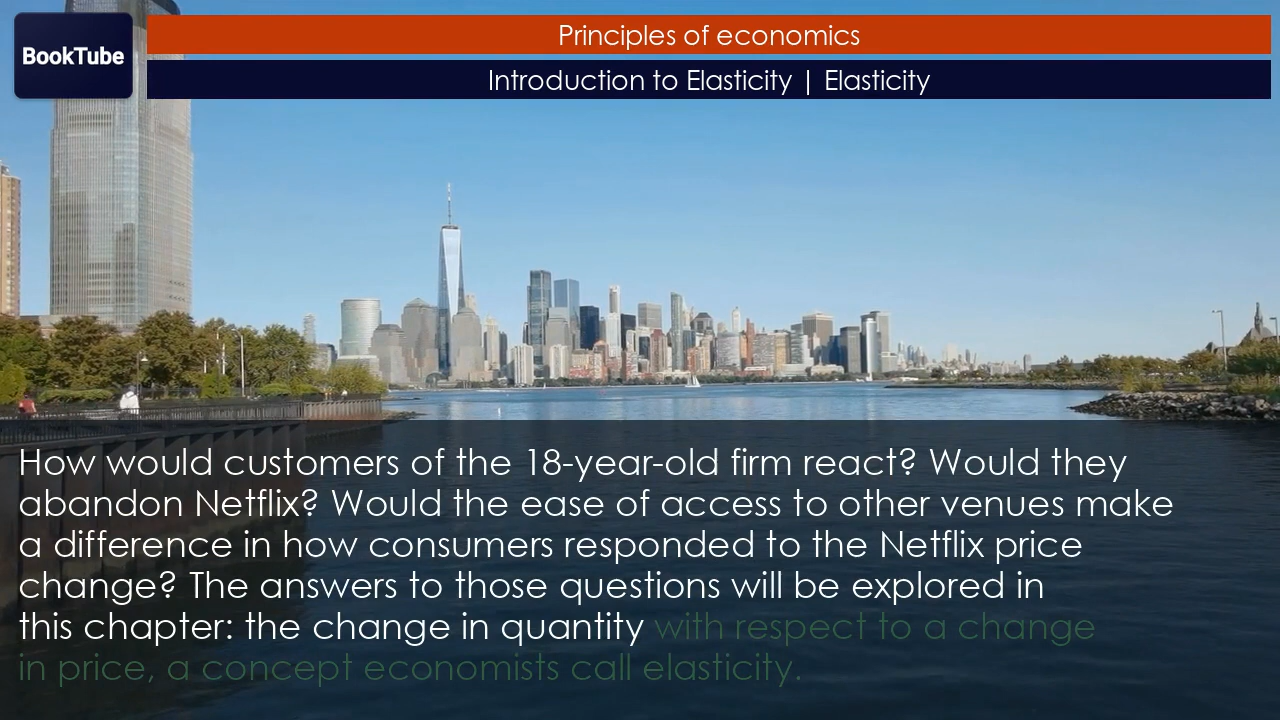 BookTube
Principles of economics
Introduction to Elasticity | Elasticity
How would customers of the 18-year-old firm react? Would they
abandon Netflix? Would the ease of access to other venues make
a difference in how consumers responded to the Netflix price
change? The answers to those questions will be explored in
this chapter: the change in quantity with respect to a change
in price, a concept economists call elasticity.